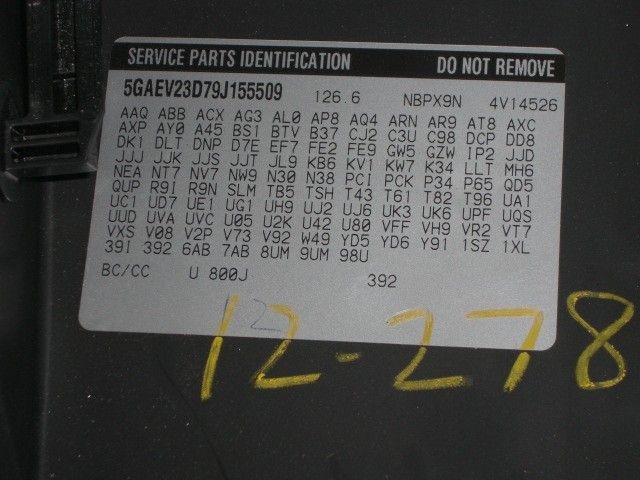 SERVICE PARTS IDENTIFICATION DO NOT REMOVE
5GAEV23D79J155509 126.6 NBPX9N 4V14526
AAQ ABB ACX AG3 AL0 AP8 AQ4 ARN AR9 AT8 AXC
AXP AY0 A45 BS1 BTV B37 CJ2 C3U C98 DCP DD8
DK1 DLT DNP D7E EF7 FE2 FE9 GW5 GZW IP2 JJD
JJJ JJK JJS JJT JL9 KB6 KV1 KW7 K34 LLT MH6
NEA NT7 NV7 NW9 N30 N38 PCI PCK P34 P65 QD5
QUP R9I R9N SLM TB5 TSH T43 T61 T82 T96 UA1
UC1 UD7 UE1 UG1 UH9 UJ2 UJ6 UK3 UK6 UPF UQS
UUD UVA UVC U05 U2K U42 U80 VFF VH9 VR2 VT7
VXS V08 V2P V73 V92 W49 YD5 YD6 Y91 1SZ 1XL
39I 392 6AB 7AB 8UM 9UM 98U
BC/CC U 800J 392
12
12-278